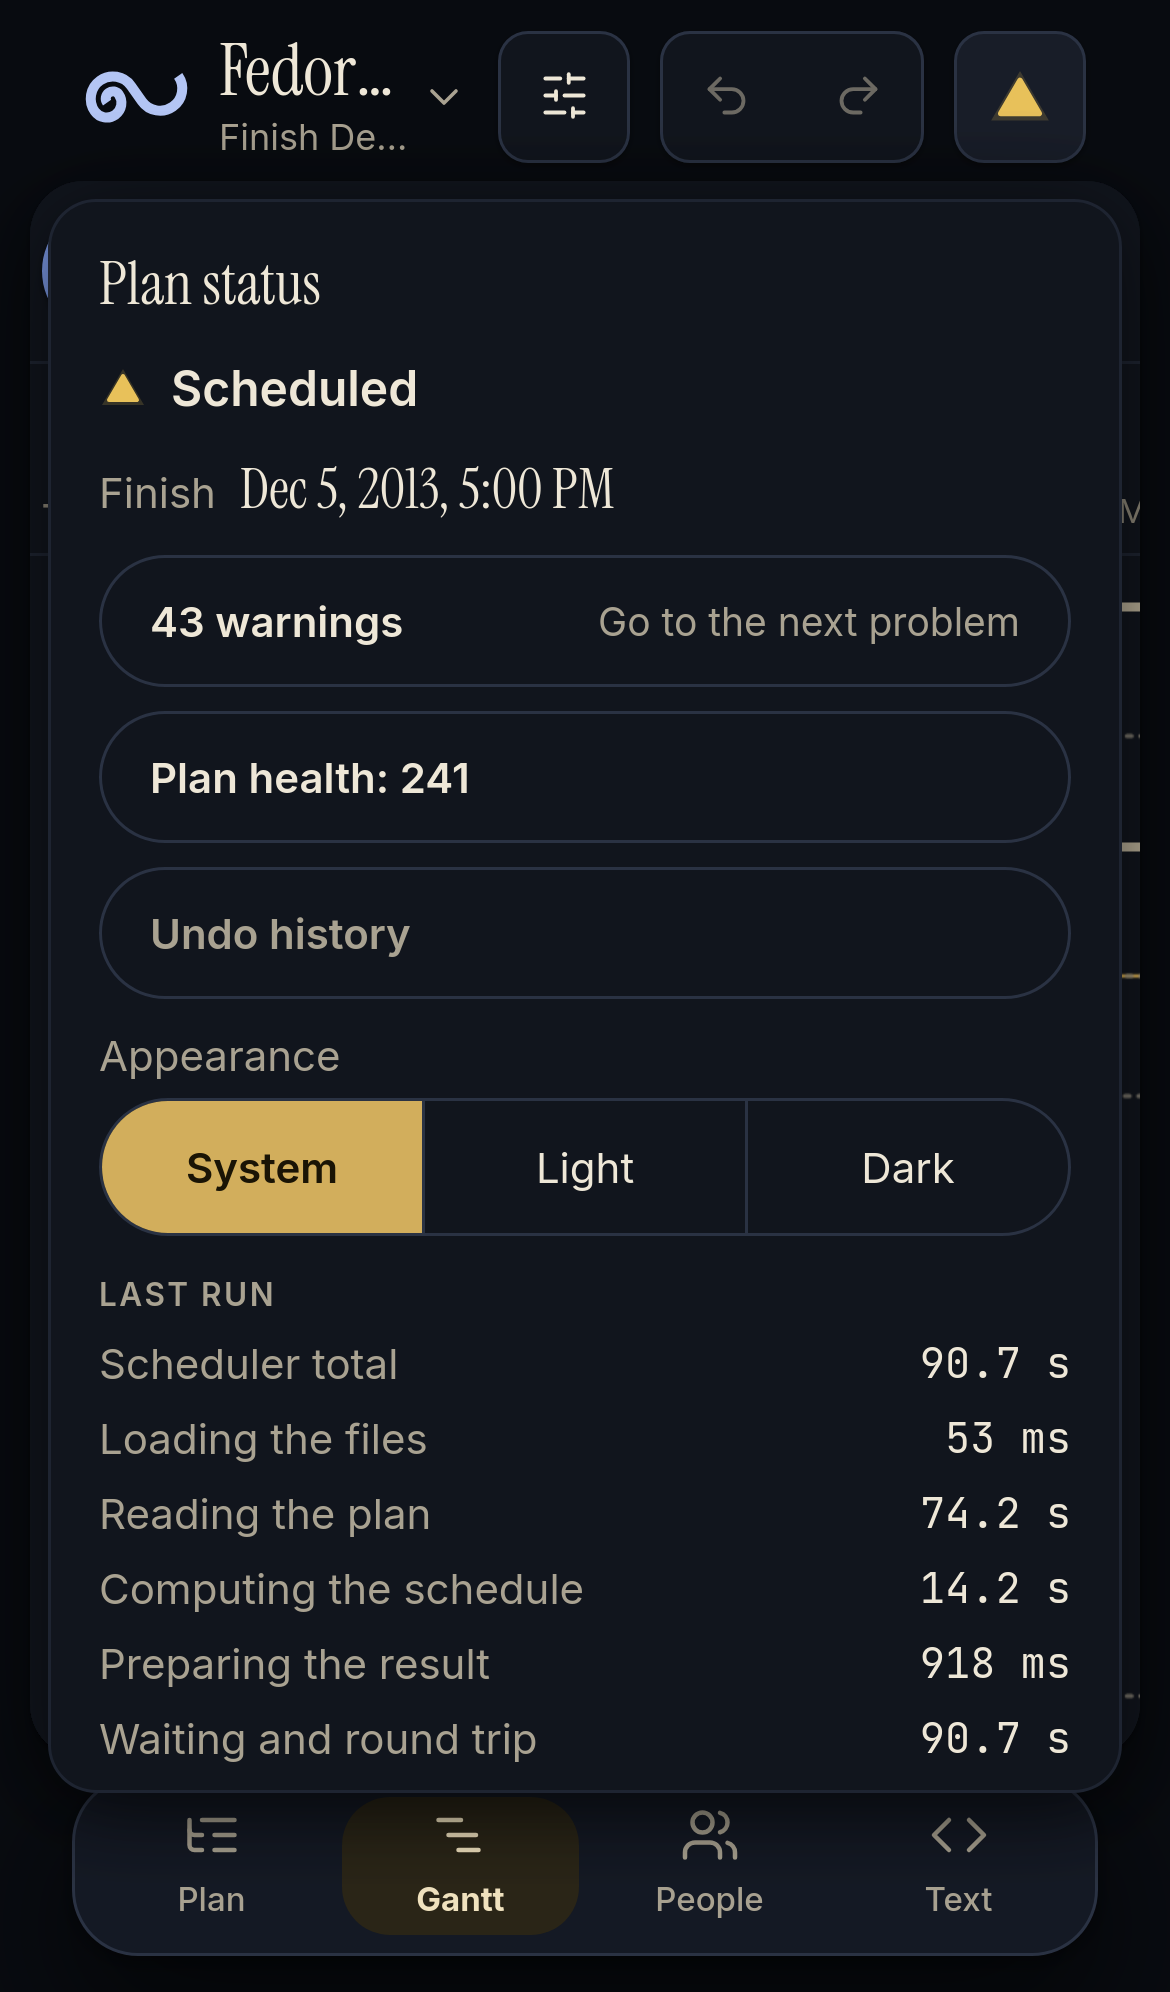 Fedor...
Finish De...
Plan status
Scheduled
Finish Dec 5, 2013, 5:00 PM
43 warnings Go to the next problem
Plan health: 241
Undo history
Appearance
System Light Dark
LAST RUN
Scheduler total 90.7 s
Loading the files 53 ms
Reading the plan 74.2 s
Computing the schedule 14.2 s
Preparing the result 918 ms
Waiting and round trip 90.7 s
Plan Gantt People Text